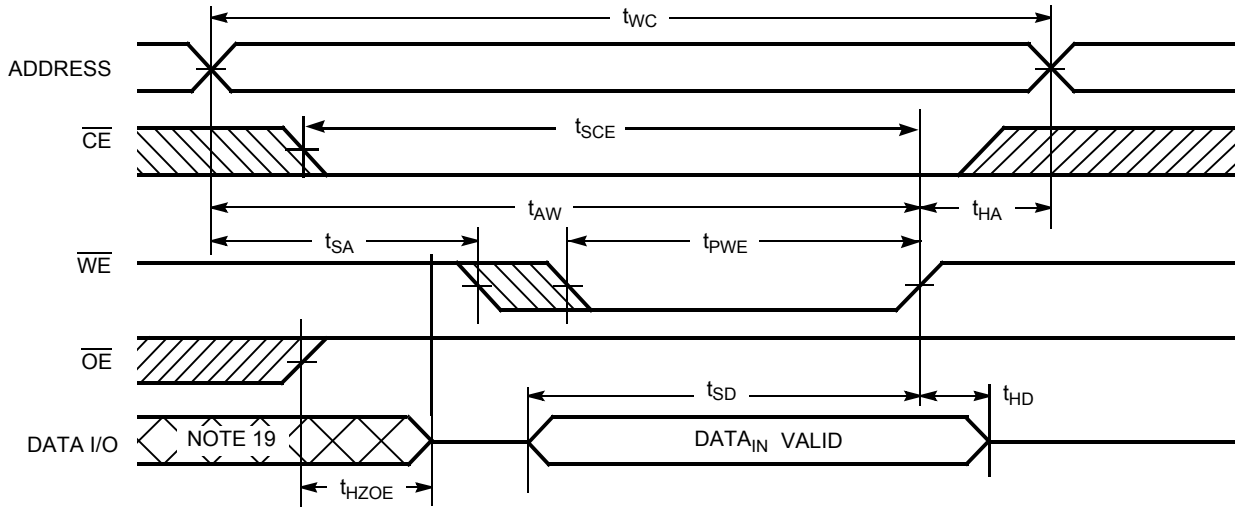 tWC
ADDRESS
CE
tSCE
tAW
tHA
tSA
tPWE
WE
OE
tSD
tHD
DATA I/O
NOTE 19
DATAIN VALID
tHZOE